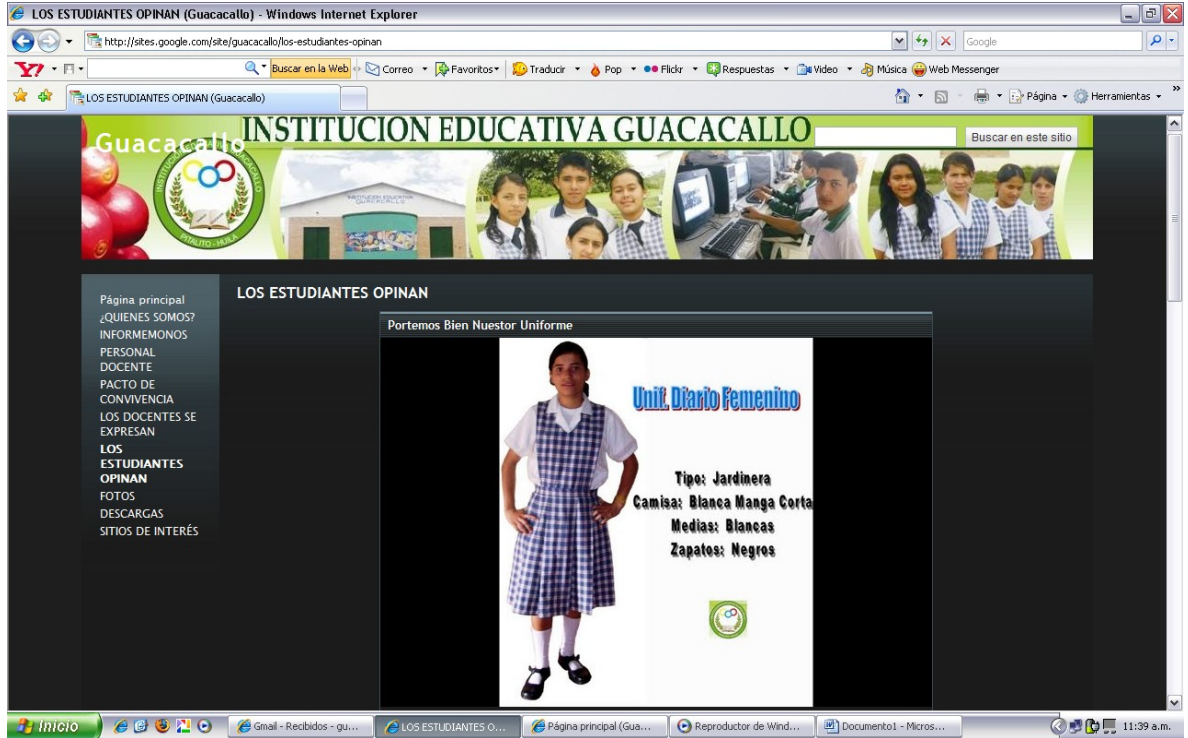 LOS ESTUDIANTES OPINAN (Guacacallo) - Windows Internet Explorer
http://sites.google.com/site/guacacallo/los-estudiantes-opinan
Google
Y!
Buscar en la Web
Correo
Favoritos
Traducir
Pop
Flickr
Respuestas
Video
Música
Web Messenger
LOS ESTUDIANTES OPINAN (Guacacallo)
Página
Herramientas
Guacacallo
INSTITUCION EDUCATIVA GUACACALLO
Buscar en este sitio
INSTITUCION EDUCATIVA
GUACACALLO
PITALITO - HUILA
Página principal
¿QUIENES SOMOS?
INFORMEMONOS
PERSONAL
DOCENTE
PACTO DE
CONVIVENCIA
LOS DOCENTES SE
EXPRESAN
LOS
ESTUDIANTES
OPINAN
FOTOS
DESCARGAS
SITIOS DE INTERÉS
LOS ESTUDIANTES OPINAN
Portemos Bien Nuestor Uniforme
Unif. Diario Femenino
Tipo: Jardinera
Camisa: Blanca Manga Corta
Medias: Blancas
Zapatos: Negros
Inicio
Gmail - Recibidos - gu...
LOS ESTUDIANTES O...
Página principal (Gua...
Reproductor de Wind...
Documento1 - Micros...
11:39 a.m.